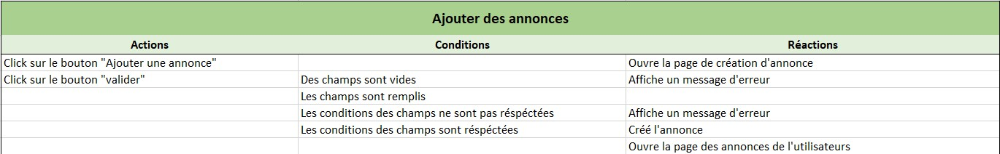 Ajouter des annonces
Actions Conditions Réactions
Click sur le bouton "Ajouter une annonce" Ouvre la page de création d'annonce
Click sur le bouton "valider" Des champs sont vides Affiche un message d'erreur
Les champs sont remplis
Les conditions des champs ne sont pas réspéctées Affiche un message d'erreur
Les conditions des champs sont réspéctées Créé l'annonce
Ouvre la page des annonces de l'utilisateurs